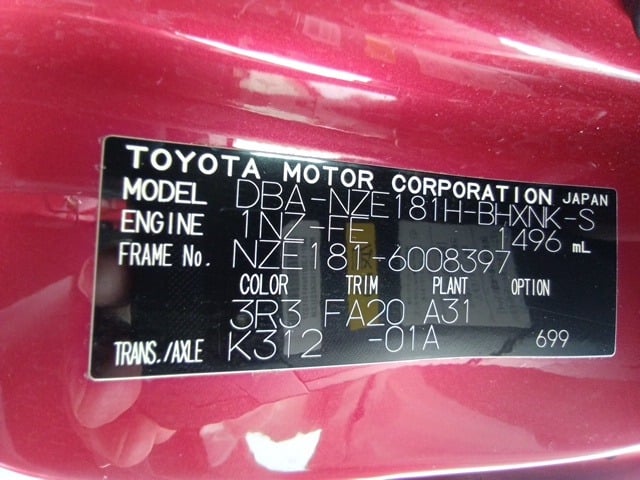 TOYOTA MOTOR CORPORATION JAPAN
MODEL DBA-NZE181H-BHXNK-S
ENGINE 1NZ-FE 1496 mL
FRAME No. NZE181-6008397
COLOR TRIM PLANT OPTION
3R3 FA20 A31
TRANS./AXLE K312 -01A 699